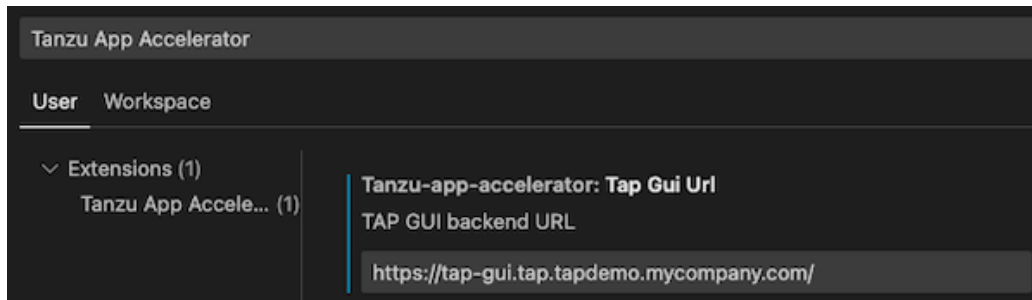 Tanzu App Accelerator
User Workspace
Extensions (1)
Tanzu App Accele... (1)
Tanzu-app-accelerator: Tap Gui Url
TAP GUI backend URL
https://tap-gui.tap.tapdemo.mycompany.com/